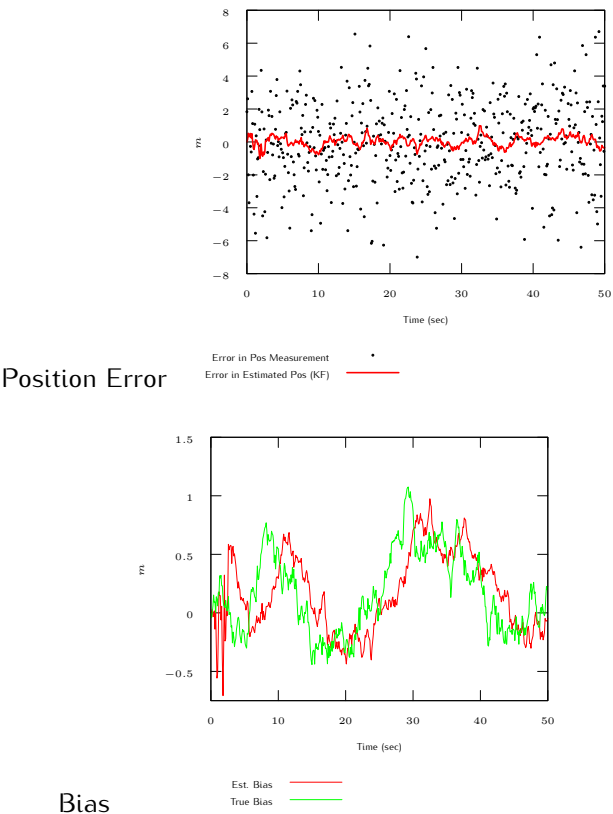 8
6
4
2
0
−2
−4
−6
−8
m
0 10 20 30 40 50
Time (sec)
Error in Pos Measurement
Error in Estimated Pos (KF)
Position Error
1.5
1
0.5
0
−0.5
m
0 10 20 30 40 50
Time (sec)
Est. Bias
True Bias
Bias